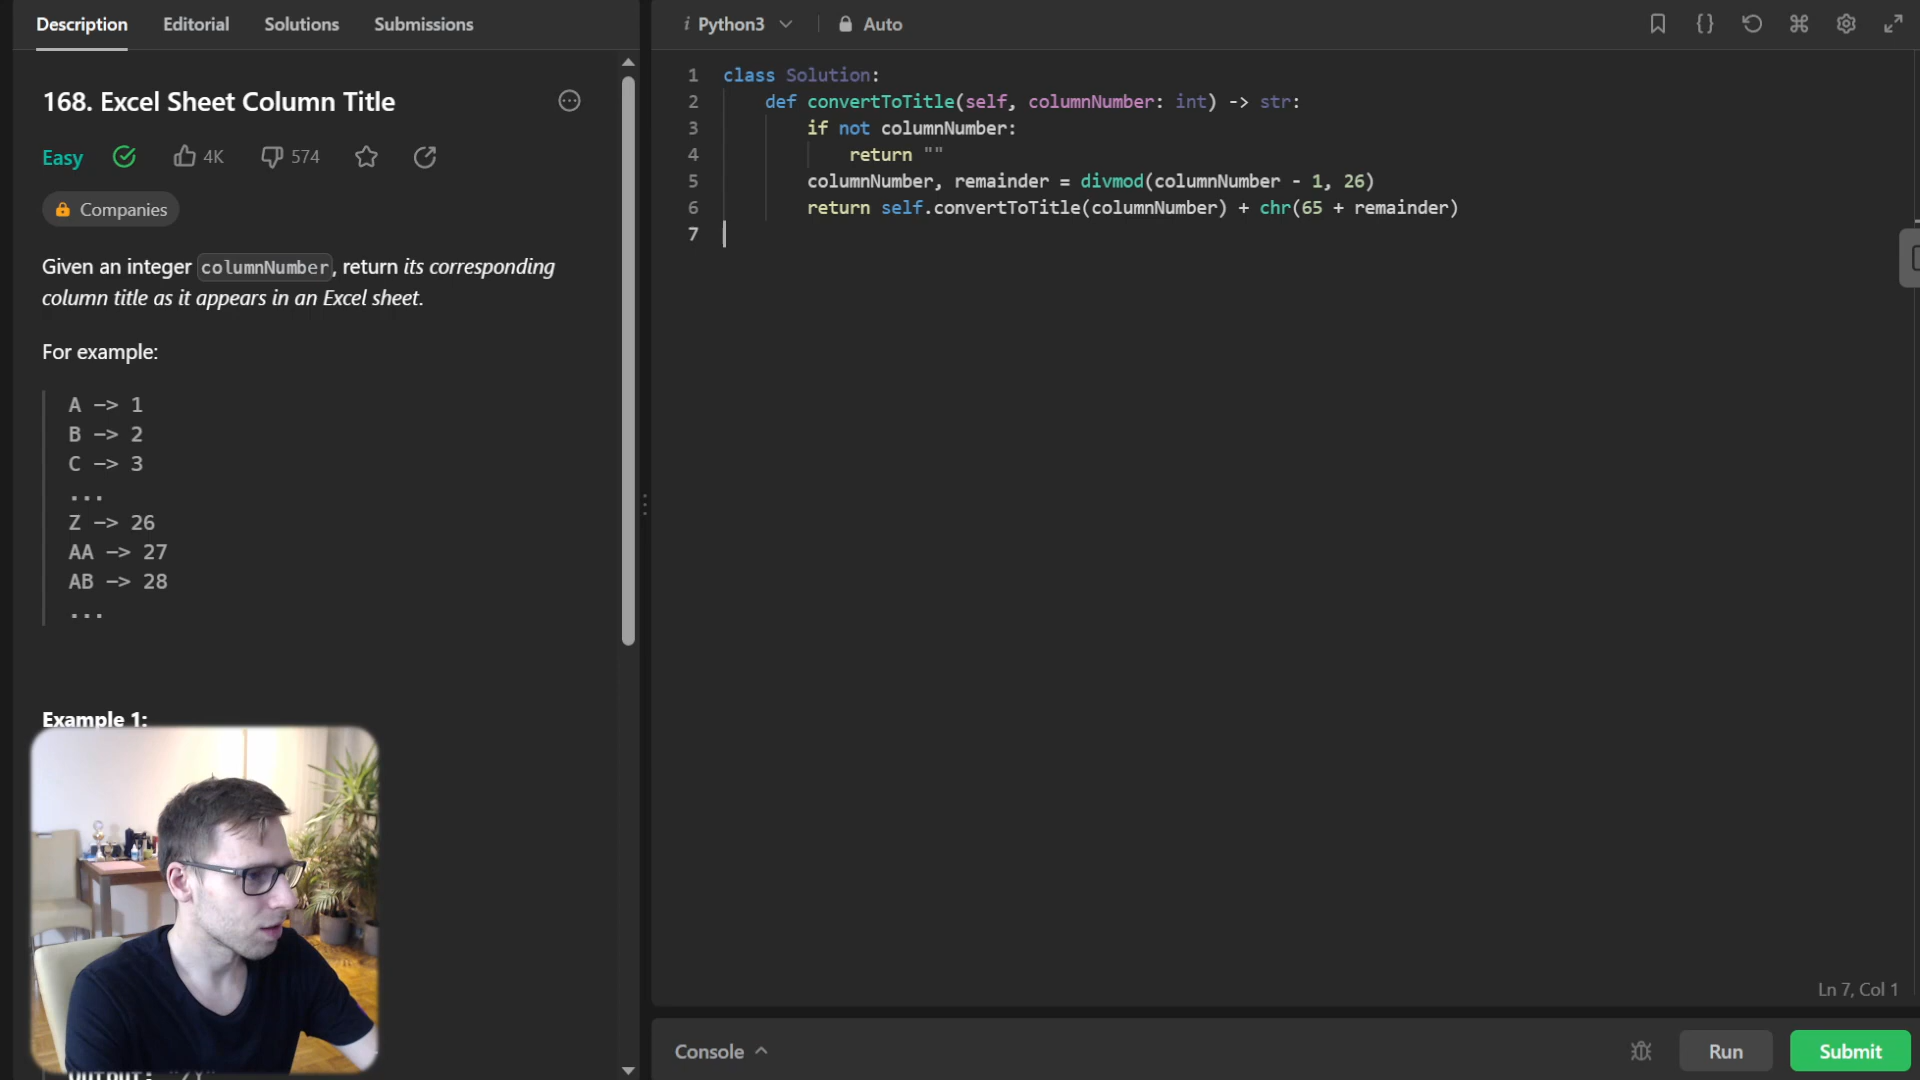 Description Editorial Solutions Submissions
168. Excel Sheet Column Title
Easy 4K 574
Companies
Given an integer columnNumber, return its corresponding
column title as it appears in an Excel sheet.
For example:
A -> 1
B -> 2
C -> 3
...
Z -> 26
AA -> 27
AB -> 28
...
Example 1:
Output: "ZY"
i Python3 Auto
1 class Solution:
2 def convertToTitle(self, columnNumber: int) -> str:
3 if not columnNumber:
4 return ""
5 columnNumber, remainder = divmod(columnNumber - 1, 26)
6 return self.convertToTitle(columnNumber) + chr(65 + remainder)
7
Ln 7, Col 1
Console Run Submit